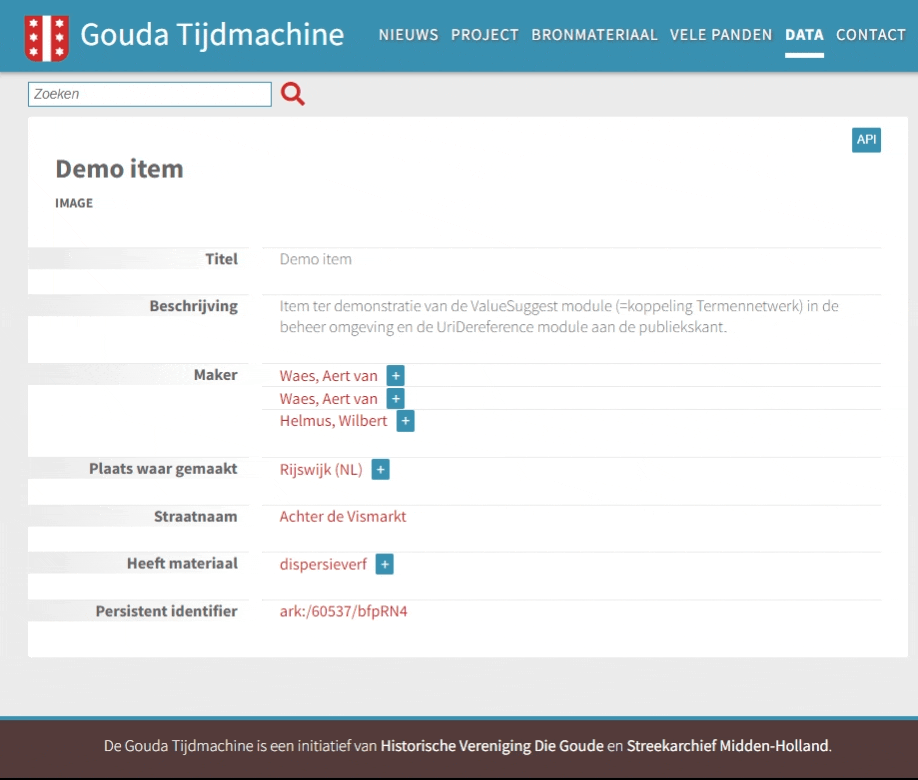 Gouda Tijdmachine
NIEUWS PROJECT BRONMATERIAAL VELE PANDEN DATA CONTACT
Zoeken
API
Demo item
IMAGE
Titel Demo item
Beschrijving Item ter demonstratie van de ValueSuggest module (=koppeling Termennetwerk) in de
beheer omgeving en de UriDereference module aan de publiekskant.
Maker Waes, Aert van +
Waes, Aert van +
Helmus, Wilbert +
Plaats waar gemaakt Rijswijk (NL) +
Straatnaam Achter de Vismarkt
Heeft materiaal dispersieverf +
Persistent identifier ark:/60537/bfpRN4
De Gouda Tijdmachine is een initiatief van Historische Vereniging Die Goude en Streekarchief Midden-Holland.